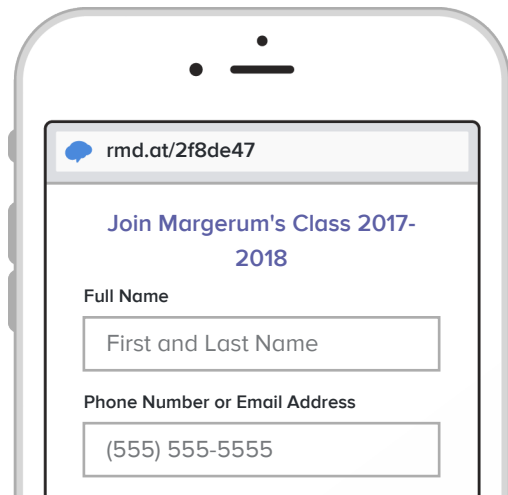 rmd.at/2f8de47
Join Margerum's Class 2017-
2018
Full Name
First and Last Name
Phone Number or Email Address
(555) 555-5555